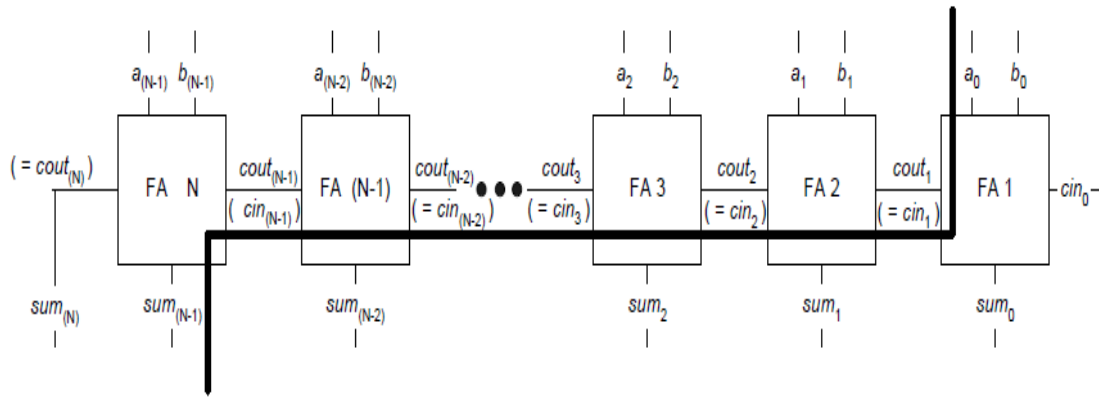 a(N-1) b(N-1) a(N-2) b(N-2) a2 b2 a1 b1 a0 b0
( = cout(N)) FA N cout(N-1) FA (N-1) cout(N-2) cout3 FA 3 cout2 FA 2 cout1 FA 1 cin0
( cin(N-1)) ( = cin(N-2)) ( = cin3) ( = cin2) ( = cin1)
sum(N) sum(N-1) sum(N-2) sum2 sum1 sum0